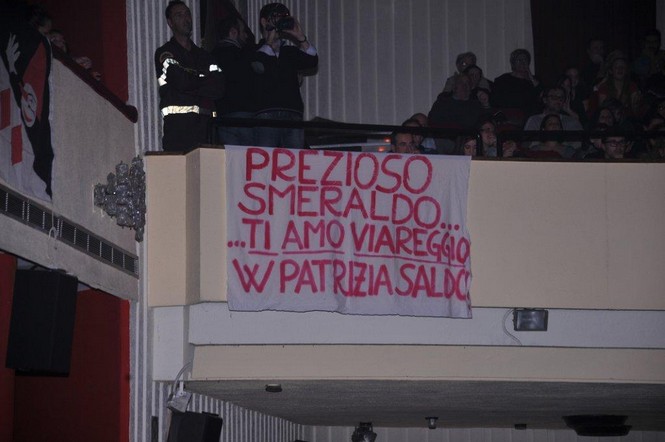 PREZIOSO
SMERALDO...
...TI AMO VIAREGGIO
W PATRIZIA SALDO